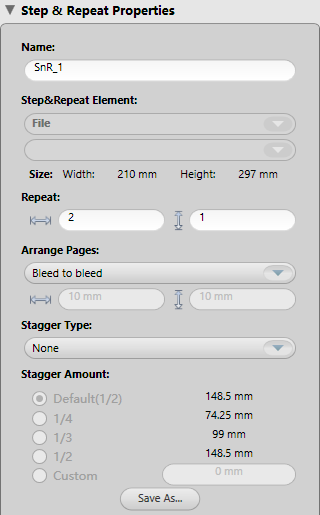 Step & Repeat Properties
Name:
SnR_1
Step&Repeat Element:
File
Size: Width: 210 mm Height: 297 mm
Repeat:
2 1
Arrange Pages:
Bleed to bleed
10 mm 10 mm
Stagger Type:
None
Stagger Amount:
Default(1/2) 148.5 mm
1/4 74.25 mm
1/3 99 mm
1/2 148.5 mm
Custom 0 mm
Save As...